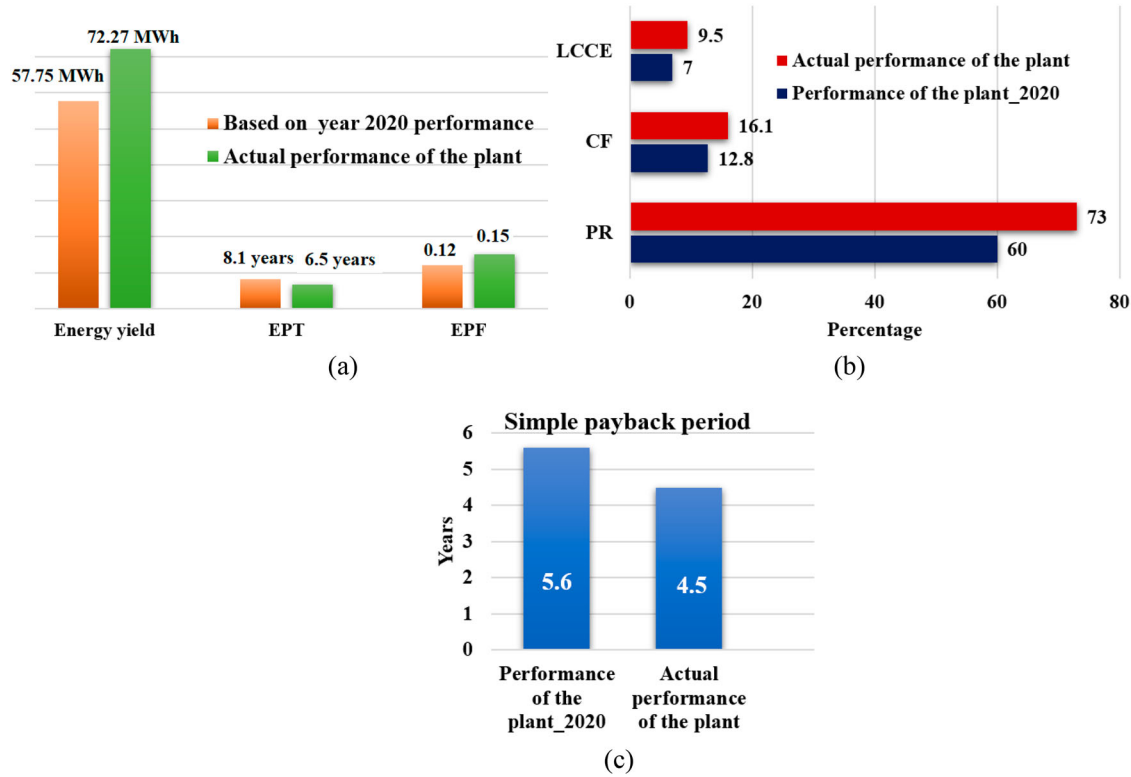 72.27 MWh
57.75 MWh
Based on year 2020 performance
Actual performance of the plant
8.1 years
6.5 years
0.12
0.15
Energy yield
EPT
EPF
(a)
LCCE
9.5
7
Actual performance of the plant
Performance of the plant_2020
CF
16.1
12.8
PR
73
60
0
20
40
60
80
Percentage
(b)
Simple payback period
Years
6
5
4
3
2
1
0
5.6
4.5
Performance
of the
plant_2020
Actual
performance
of the plant
(c)